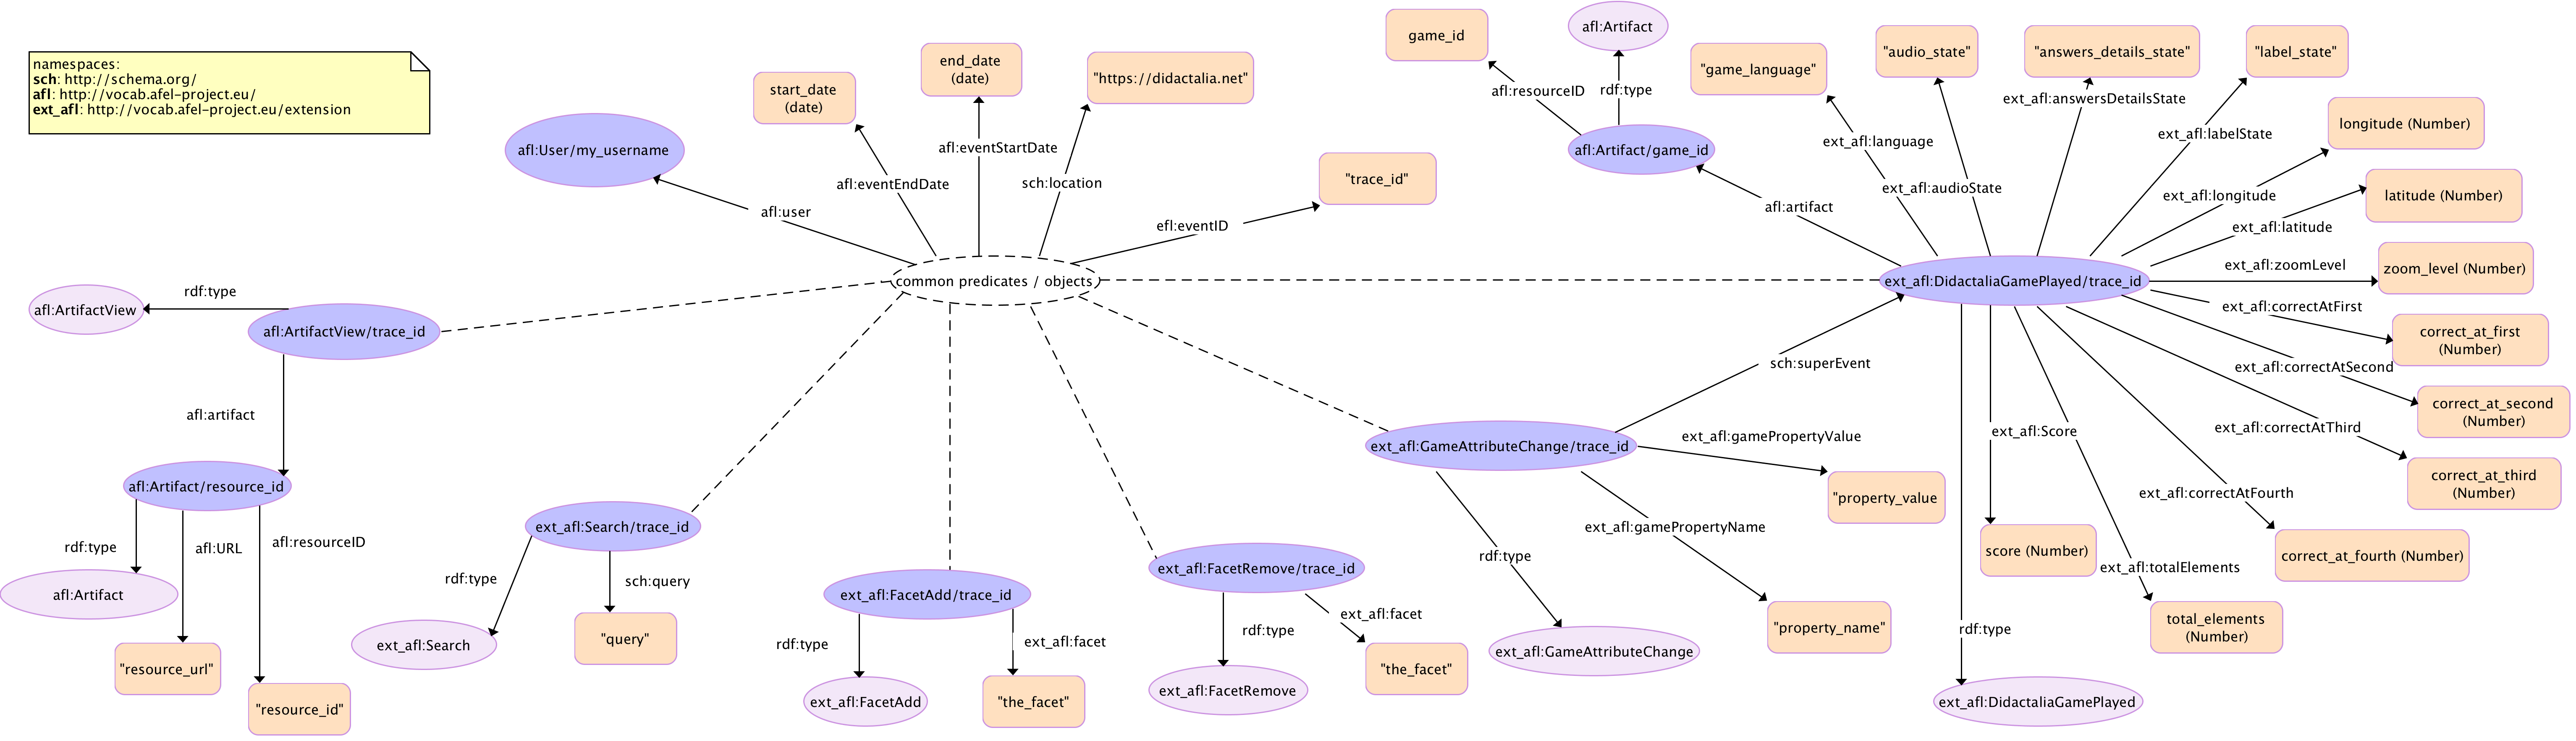 namespaces:
sch: http://schema.org/
afl: http://vocab.afel-project.eu/
ext_afl: http://vocab.afel-project.eu/extension
afl:User/my_username
start_date
(date)
end_date
(date)
"https://didactalia.net"
"trace_id"
afl:user
afl:eventEndDate
afl:eventStartDate
sch:location
efl:eventID
common predicates / objects
game_id
afl:Artifact
afl:resourceID
rdf:type
afl:Artifact/game_id
afl:artifact
"game_language"
"audio_state"
"answers_details_state"
"label_state"
longitude (Number)
latitude (Number)
zoom_level (Number)
correct_at_first
(Number)
correct_at_second
(Number)
correct_at_third
(Number)
correct_at_fourth (Number)
total_elements
(Number)
score (Number)
ext_afl:language
ext_afl:audioState
ext_afl:answersDetailsState
ext_afl:labelState
ext_afl:longitude
ext_afl:latitude
ext_afl:zoomLevel
ext_afl:correctAtFirst
ext_afl:correctAtSecond
ext_afl:correctAtThird
ext_afl:correctAtFourth
ext_afl:totalElements
ext_afl:Score
rdf:type
ext_afl:DidactaliaGamePlayed/trace_id
ext_afl:DidactaliaGamePlayed
afl:ArtifactView
rdf:type
afl:ArtifactView/trace_id
afl:artifact
afl:Artifact/resource_id
rdf:type
afl:URL
afl:resourceID
afl:Artifact
"resource_url"
"resource_id"
ext_afl:Search/trace_id
rdf:type
sch:query
ext_afl:Search
"query"
ext_afl:FacetAdd/trace_id
rdf:type
ext_afl:facet
ext_afl:FacetAdd
"the_facet"
ext_afl:FacetRemove/trace_id
rdf:type
ext_afl:facet
ext_afl:FacetRemove
"the_facet"
sch:superEvent
ext_afl:GameAttributeChange/trace_id
ext_afl:gamePropertyValue
"property_value
ext_afl:gamePropertyName
"property_name"
rdf:type
ext_afl:GameAttributeChange